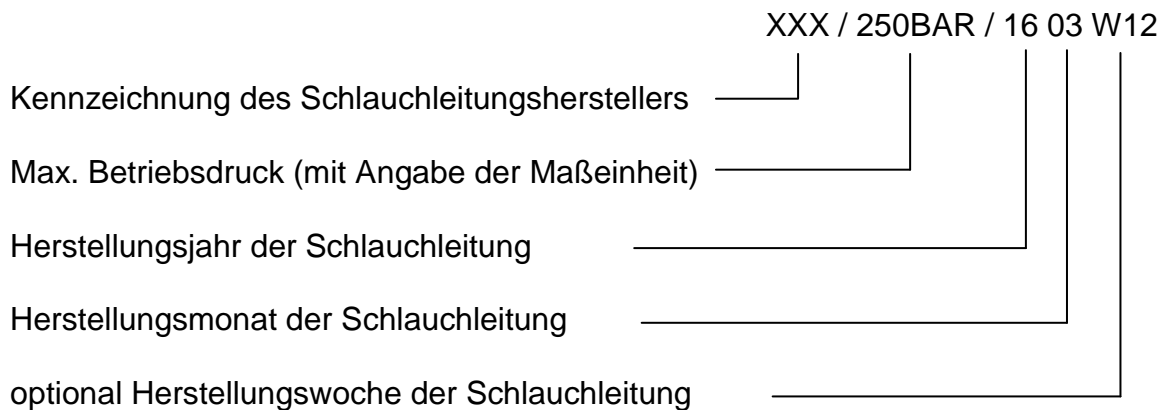 XXX / 250BAR / 16 03 W12
Kennzeichnung des Schlauchleitungsherstellers
Max. Betriebsdruck (mit Angabe der Maßeinheit)
Herstellungsjahr der Schlauchleitung
Herstellungsmonat der Schlauchleitung
optional Herstellungswoche der Schlauchleitung